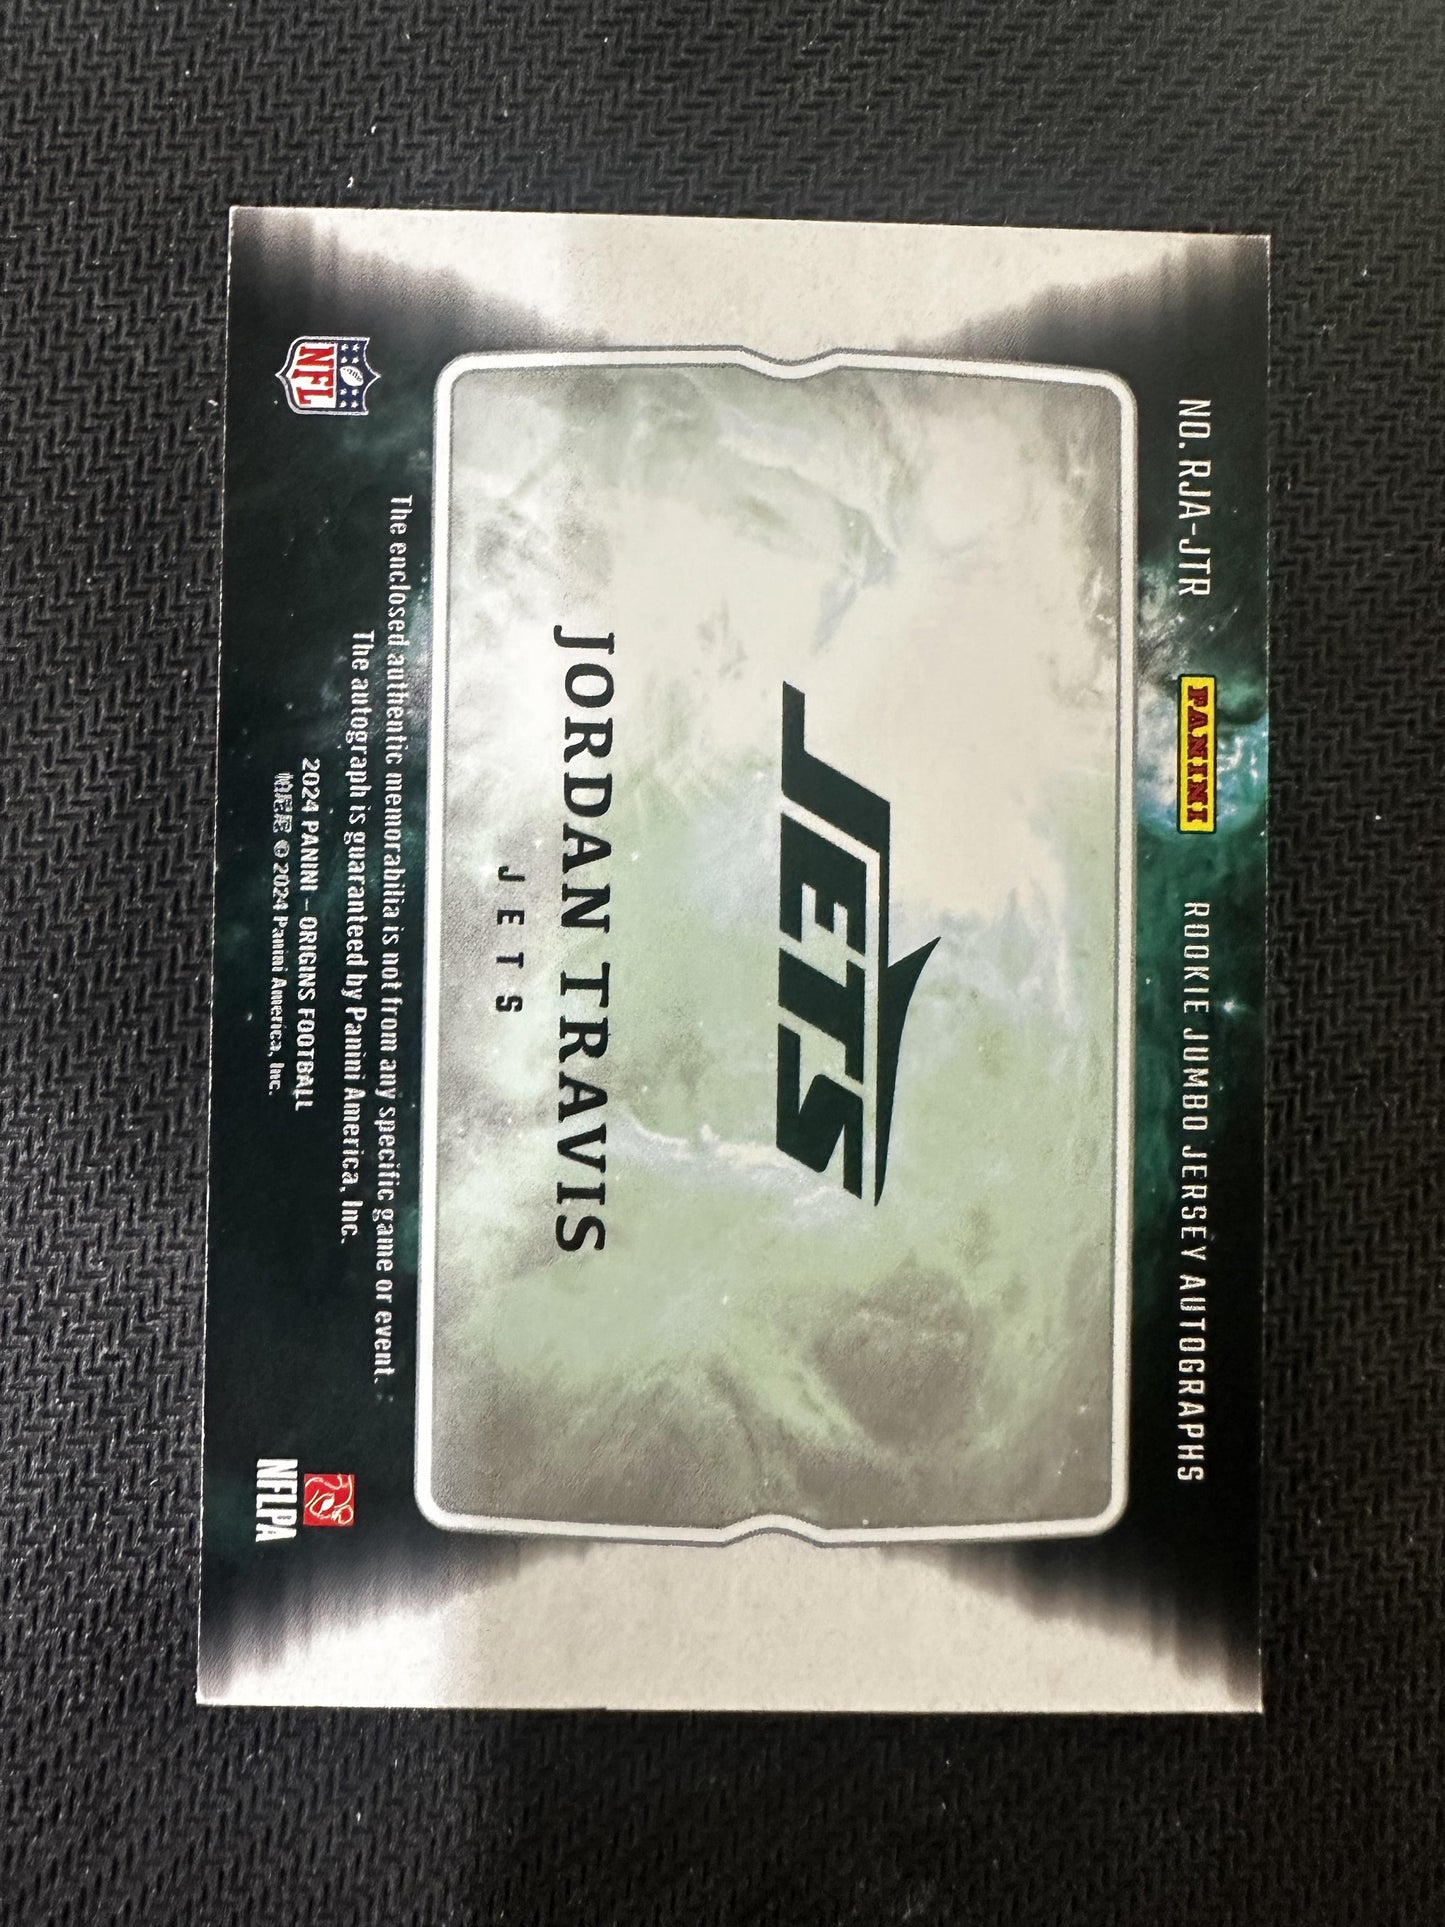 NO. RJA-JTR
PANINI
ROOKIE JUMBO JERSEY AUTOGRAPHS
JETS
JORDAN TRAVIS
JETS
The enclosed authentic memorabilia is not from any specific game or event.
The autograph is guaranteed by Panini America, Inc.
2024 PANINI - ORIGINS FOOTBALL
© 2024 Panini America, Inc.
NFL
NFLPA